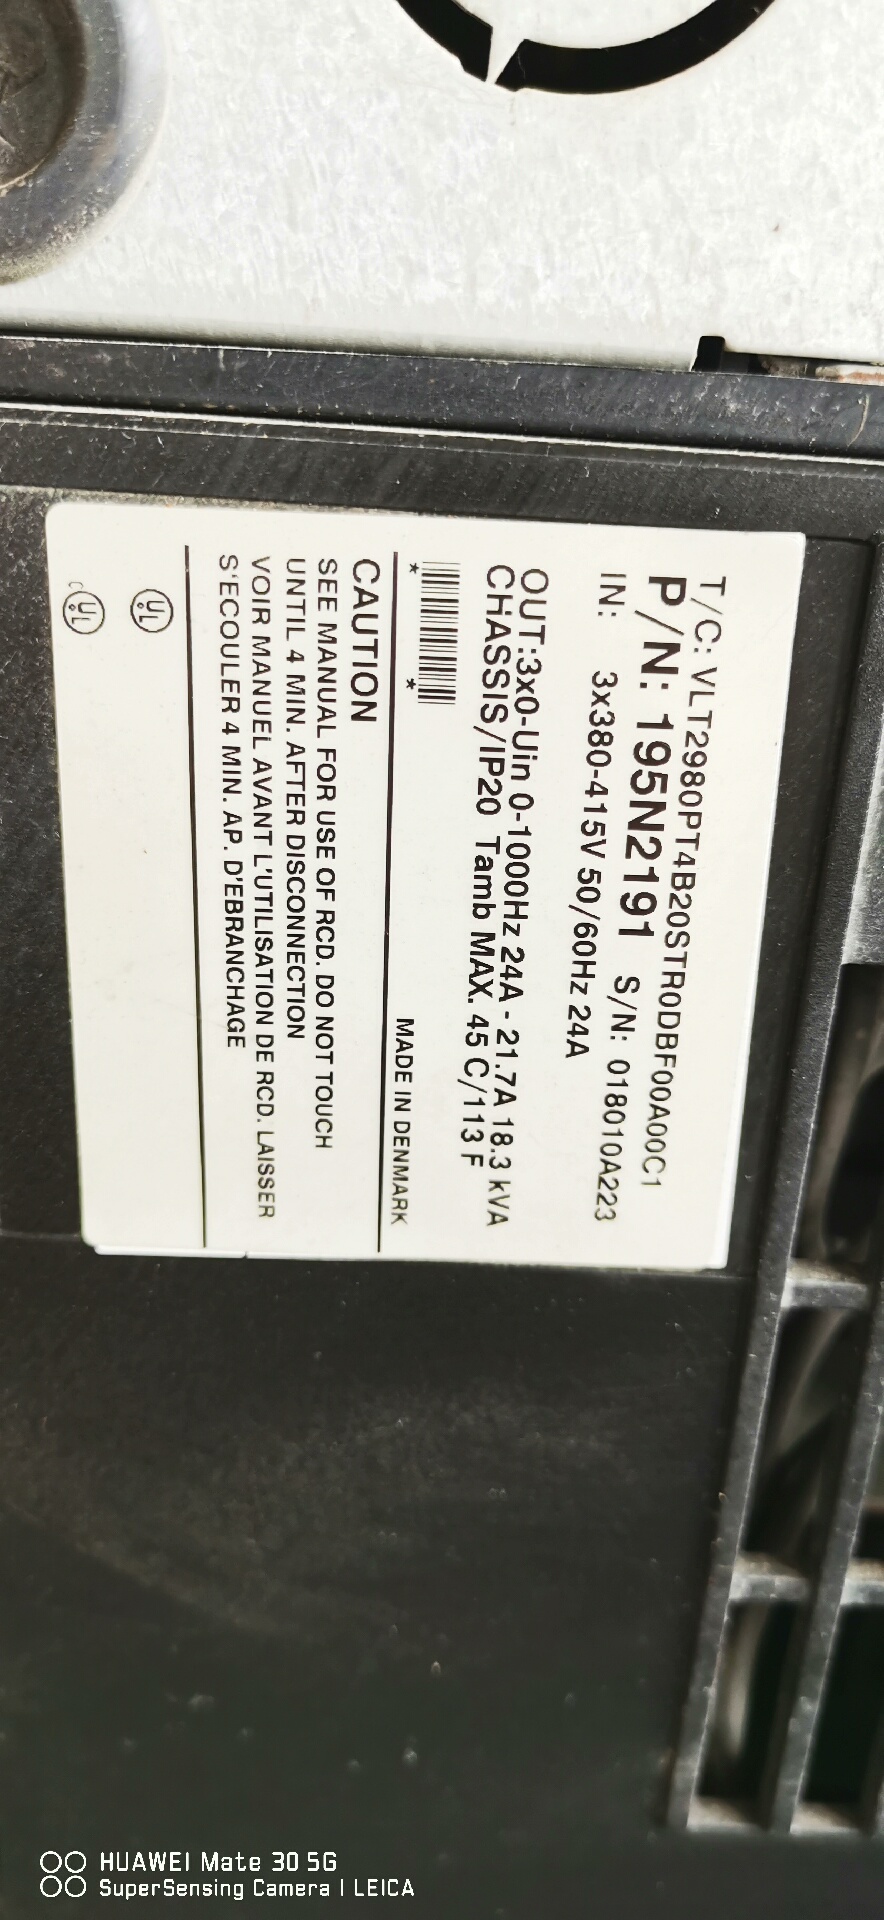 T/C: VLT2980PT4B20STR0DBF00A00C1
P/N: 195N2191 S/N: 018010A223
IN: 3x380-415V 50/60Hz 24A
OUT:3x0-Uin 0-1000Hz 24A - 21.7A 18.3 kVA
CHASSIS/IP20 Tamb MAX. 45 C/113 F
* *
MADE IN DENMARK
CAUTION
SEE MANUAL FOR USE OF RCD. DO NOT TOUCH
UNTIL 4 MIN. AFTER DISCONNECTION
VOIR MANUEL AVANT L'UTILISATION DE RCD. LAISSER
S'ECOULER 4 MIN. AP. D'EBRANCHAGE
UL
c UL
HUAWEI Mate 30 5G
SuperSensing Camera | LEICA